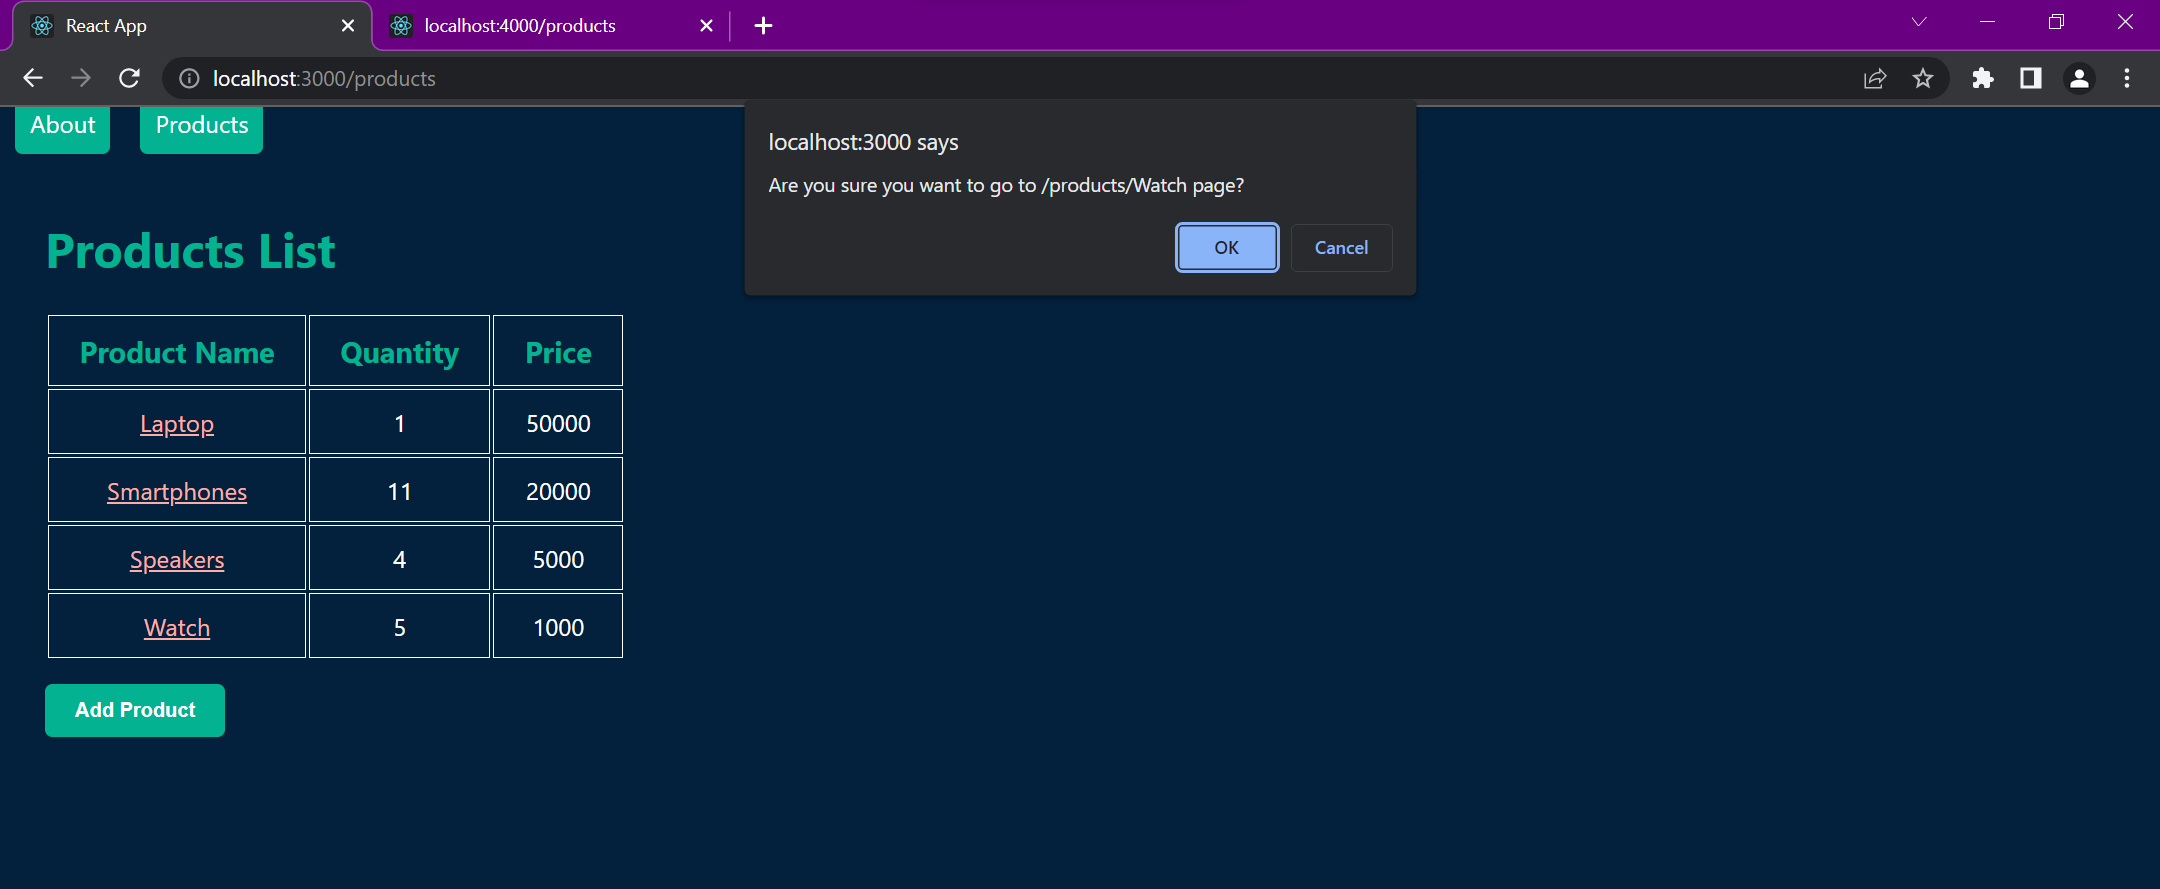 React App
localhost:4000/products
localhost:3000/products
About Products
localhost:3000 says
Are you sure you want to go to /products/Watch page?
OK Cancel
Products List
Product Name Quantity Price
Laptop 1 50000
Smartphones 11 20000
Speakers 4 5000
Watch 5 1000
Add Product